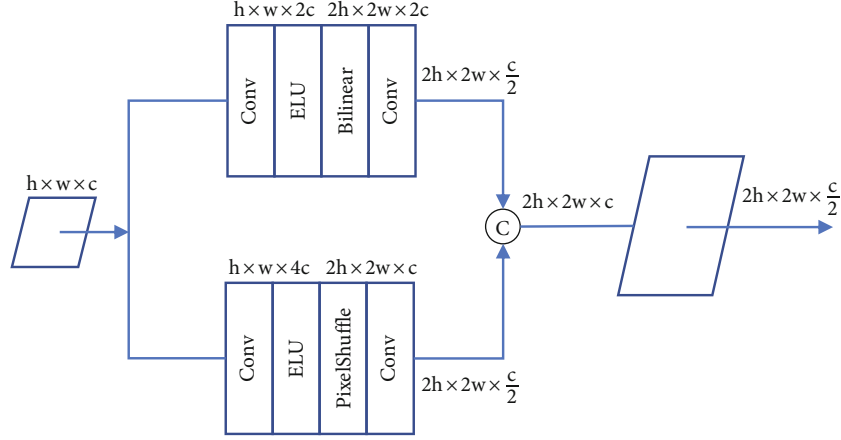 h×w×c
h×w×2c
2h×2w×2c
Conv
ELU
Bilinear
Conv
2h×2w×c/2
h×w×4c
2h×2w×c
Conv
ELU
PixelShuffle
Conv
2h×2w×c/2
C
2h×2w×c
2h×2w×c/2